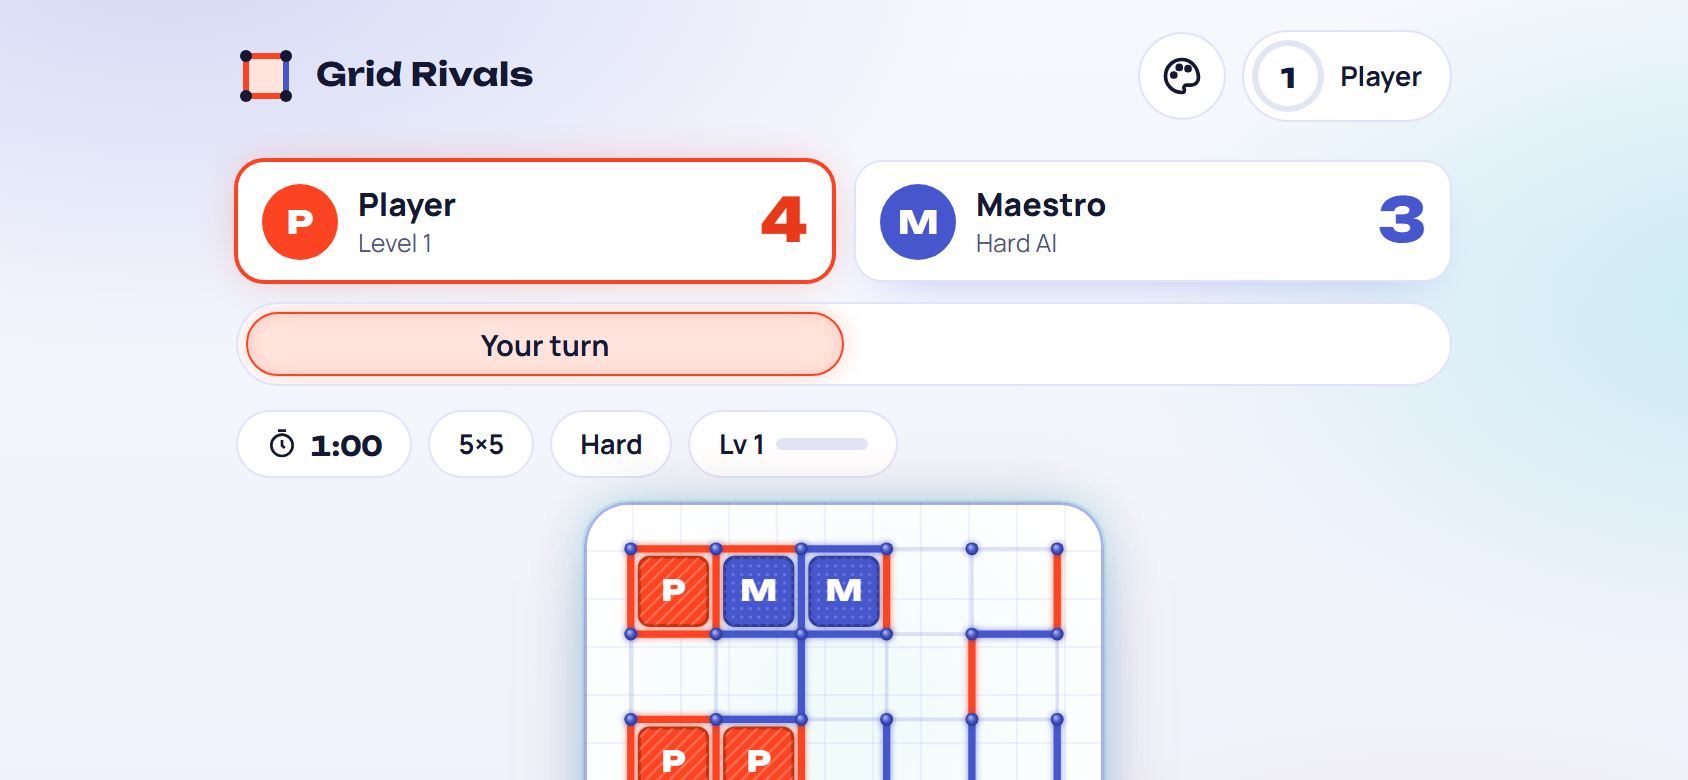 Grid Rivals
1 Player
P Player 4
Level 1
M Maestro 3
Hard AI
Your turn
1:00 5×5 Hard Lv 1
P M M
P P